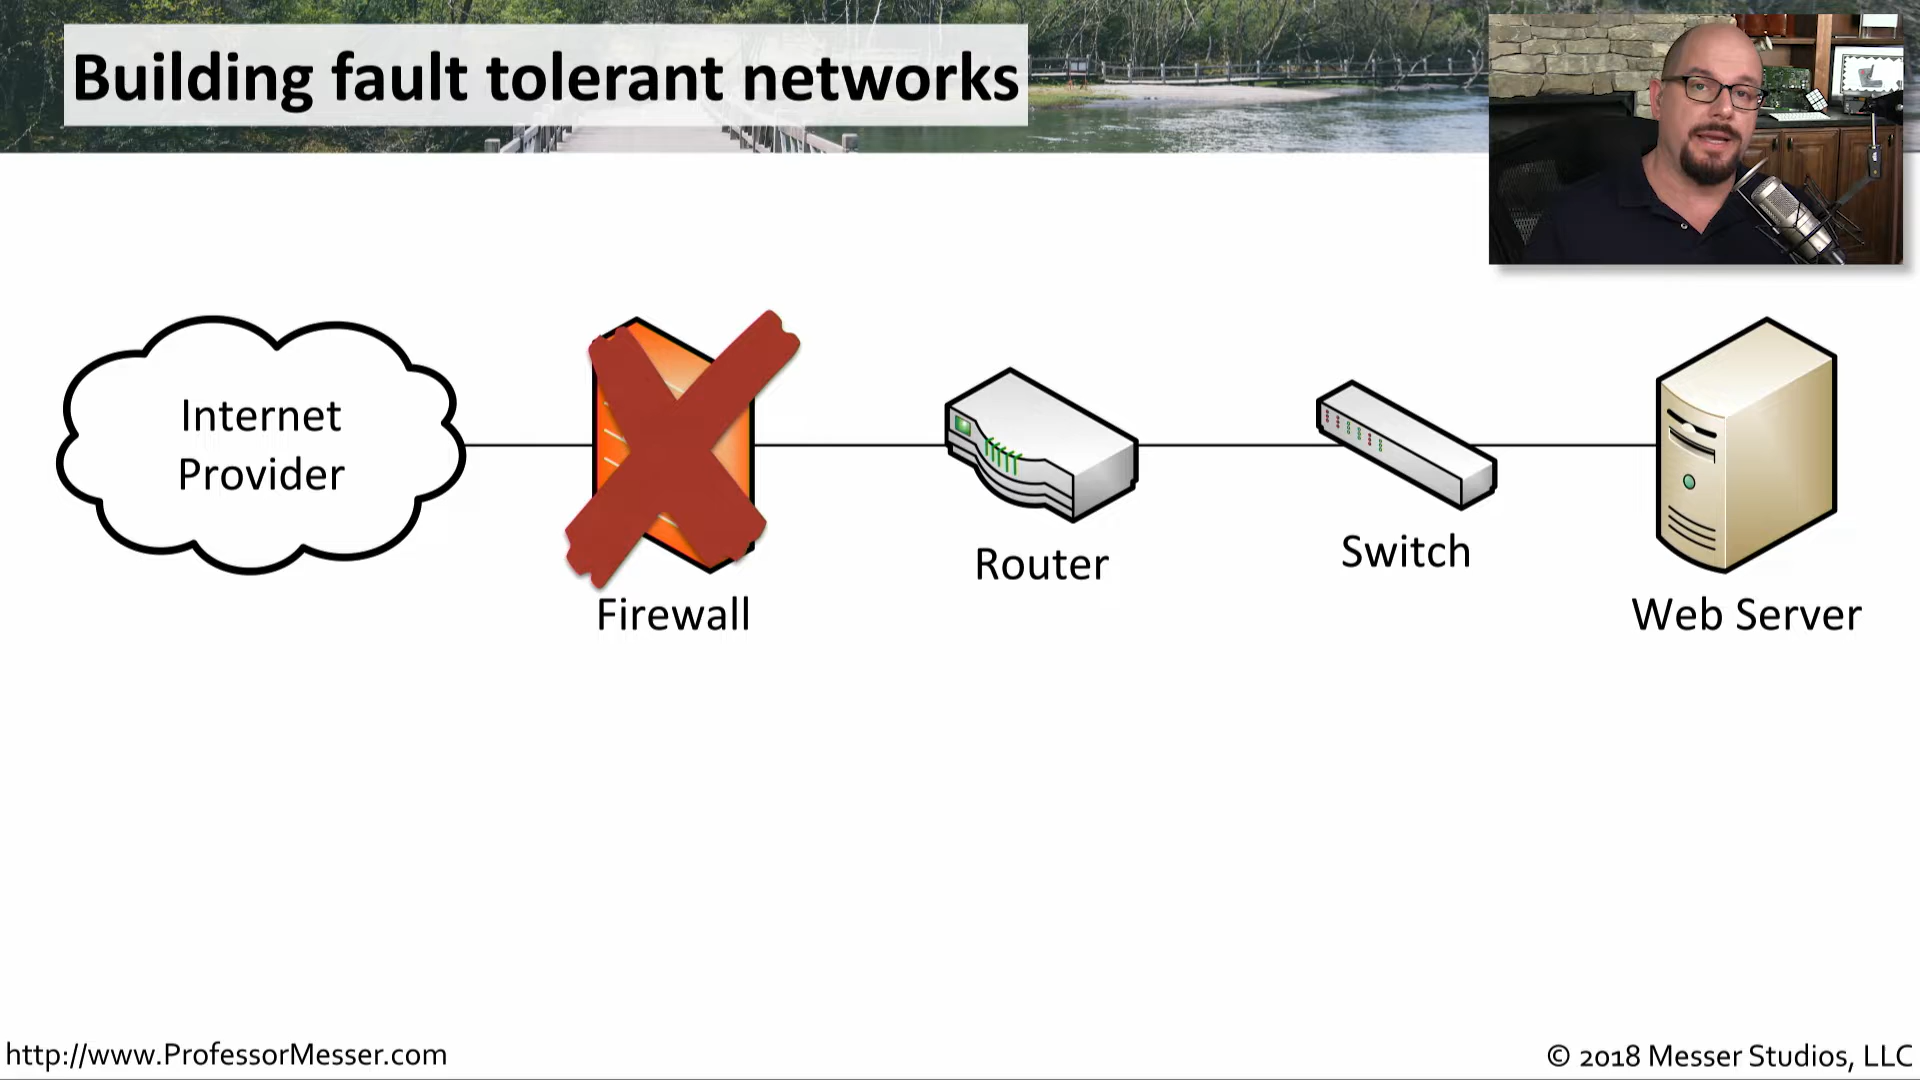 Building fault tolerant networks
Internet
Provider
Firewall
Router
Switch
Web Server
http://www.ProfessorMesser.com
© 2018 Messer Studios, LLC